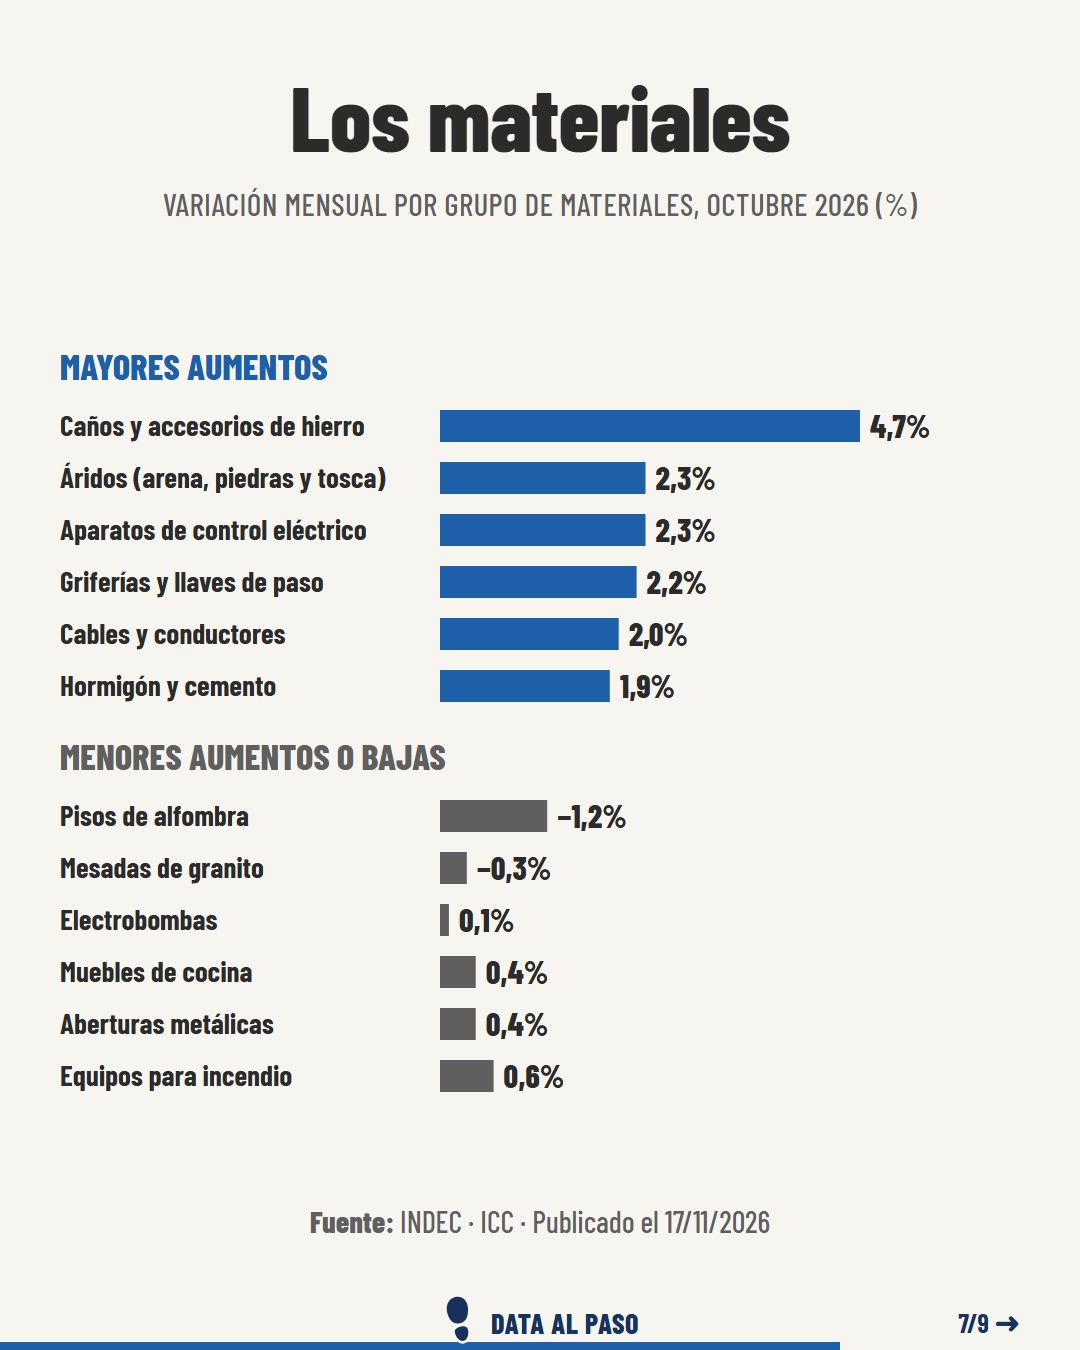 Los materiales
VARIACIÓN MENSUAL POR GRUPO DE MATERIALES, OCTUBRE 2026 (%)
MAYORES AUMENTOS
Caños y accesorios de hierro 4,7%
Áridos (arena, piedras y tosca) 2,3%
Aparatos de control eléctrico 2,3%
Griferías y llaves de paso 2,2%
Cables y conductores 2,0%
Hormigón y cemento 1,9%
MENORES AUMENTOS O BAJAS
Pisos de alfombra –1,2%
Mesadas de granito –0,3%
Electrobombas 0,1%
Muebles de cocina 0,4%
Aberturas metálicas 0,4%
Equipos para incendio 0,6%
Fuente: INDEC · ICC · Publicado el 17/11/2026
DATA AL PASO 7/9 →